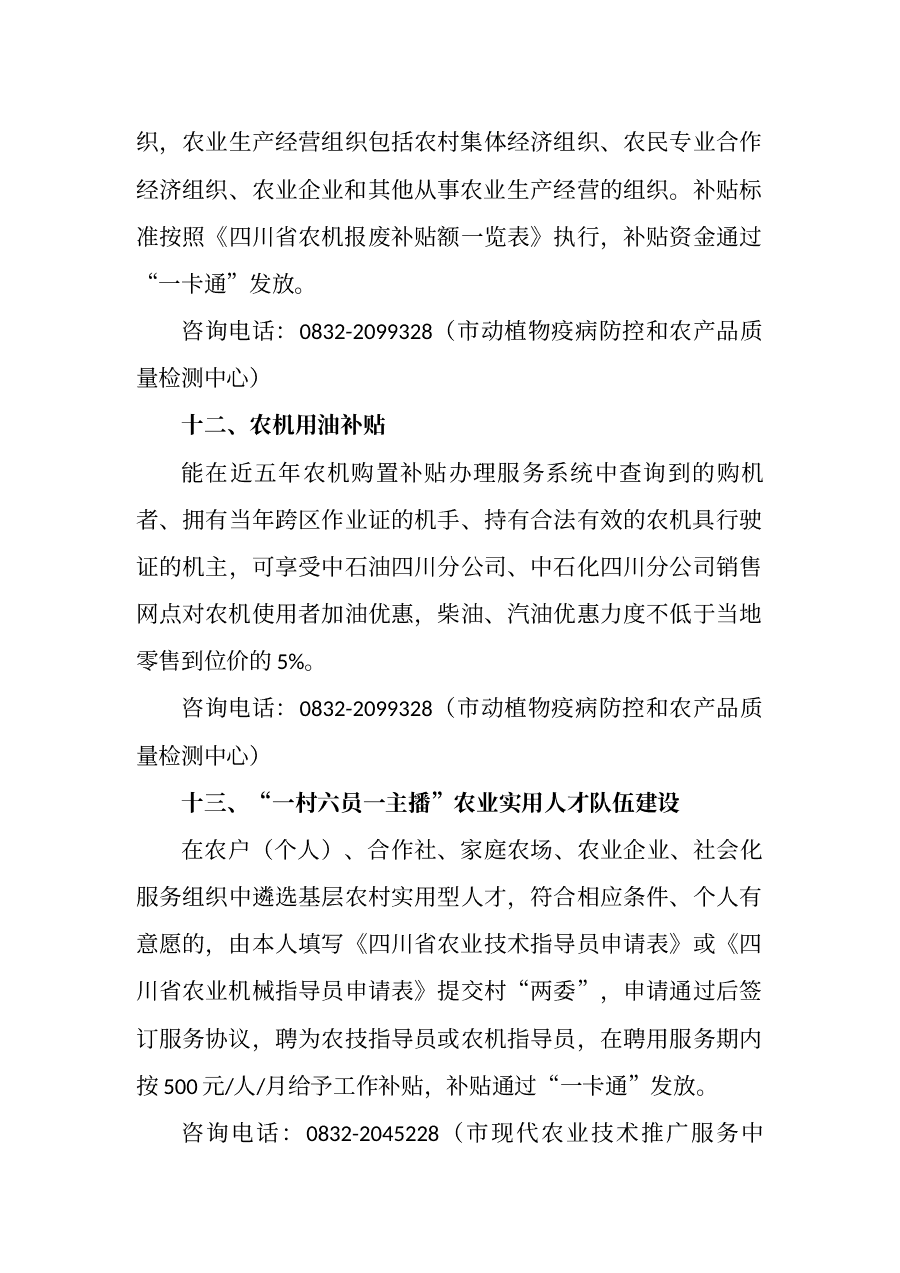 织，农业生产经营组织包括农村集体经济组织、农民专业合作
经济组织、农业企业和其他从事农业生产经营的组织。补贴标
准按照《四川省农机报废补贴额一览表》执行，补贴资金通过
“一卡通”发放。
咨询电话：0832-2099328（市动植物疫病防控和农产品质
量检测中心）
十二、农机用油补贴
能在近五年农机购置补贴办理服务系统中查询到的购机
者、拥有当年跨区作业证的机手、持有合法有效的农机具行驶
证的机主，可享受中石油四川分公司、中石化四川分公司销售
网点对农机使用者加油优惠，柴油、汽油优惠力度不低于当地
零售到位价的 5%。
咨询电话：0832-2099328（市动植物疫病防控和农产品质
量检测中心）
十三、“一村六员一主播”农业实用人才队伍建设
在农户（个人）、合作社、家庭农场、农业企业、社会化
服务组织中遴选基层农村实用型人才，符合相应条件、个人有
意愿的，由本人填写《四川省农业技术指导员申请表》或《四
川省农业机械指导员申请表》提交村“两委”，申请通过后签
订服务协议，聘为农技指导员或农机指导员，在聘用服务期内
按 500 元/人/月给予工作补贴，补贴通过“一卡通”发放。
咨询电话：0832-2045228（市现代农业技术推广服务中